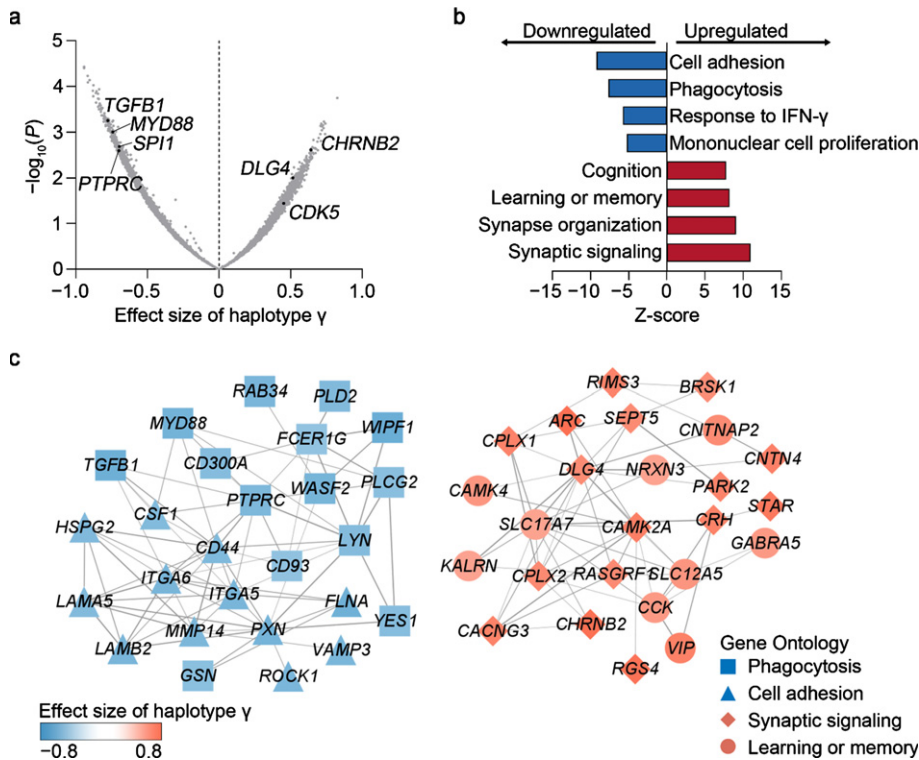 a
5
4
3
2
1
0
−log10(P)
TGFB1
MYD88
SPI1
PTPRC
CHRNB2
DLG4
CDK5
−1.0
−0.5
0
0.5
1.0
Effect size of haplotype γ
b
Downregulated
Upregulated
Cell adhesion
Phagocytosis
Response to IFN-γ
Mononuclear cell proliferation
Cognition
Learning or memory
Synapse organization
Synaptic signaling
−15
−10
−5
0
5
10
15
Z-score
c
RAB34
PLD2
MYD88
FCER1G
WIPF1
TGFB1
CD300A
PTPRC
WASF2
PLCG2
HSPG2
CSF1
CD44
LYN
ITGA6
CD93
LAMA5
ITGA5
FLNA
LAMB2
MMP14
PXN
YES1
VAMP3
GSN
ROCK1
RIMS3
BRSK1
ARC
SEPT5
CPLX1
CNTNAP2
DLG4
NRXN3
CNTN4
CAMK4
PARK2
STAR
SLC17A7
CAMK2A
CRH
GABRA5
KALRN
CPLX2
RASGRF1
SLC12A5
CCK
CACNG3
CHRNB2
VIP
RGS4
Effect size of haplotype γ
−0.8
0.8
Gene Ontology
Phagocytosis
Cell adhesion
Synaptic signaling
Learning or memory